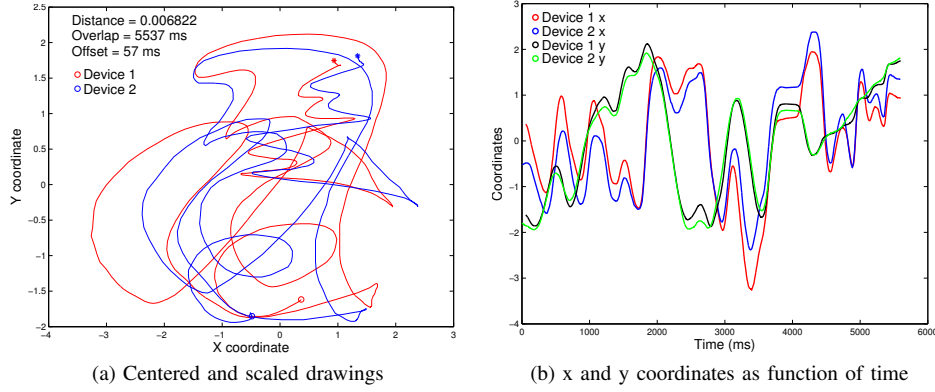 Distance = 0.006822
Overlap = 5537 ms
Offset = 57 ms
Device 1
Device 2
2.5
2
1.5
1
0.5
0
-0.5
-1
-1.5
-2
Y coordinate
-4
-3
-2
-1
0
1
2
3
X coordinate
(a) Centered and scaled drawings
Device 1 x
Device 2 x
Device 1 y
Device 2 y
3
2
1
0
-1
-2
-3
-4
Coordinates
0
1000
2000
3000
4000
5000
6000
Time (ms)
(b) x and y coordinates as function of time